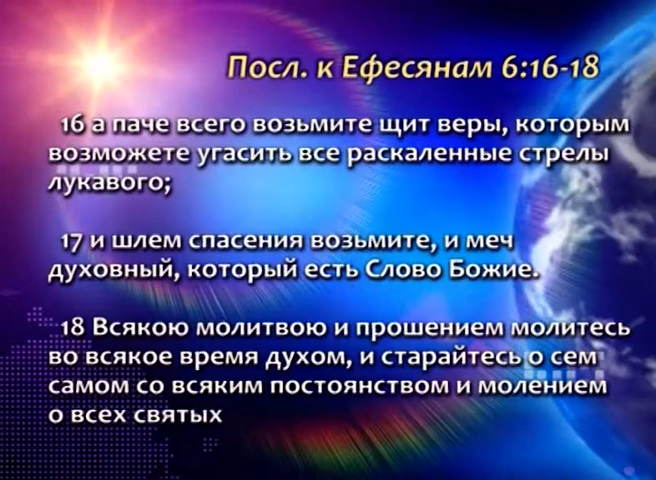 Посл. к Ефесянам 6:16-18
16 а паче всего возьмите щит веры, которым
возможете угасить все раскаленные стрелы
лукавого;
17 и шлем спасения возьмите, и меч
духовный, который есть Слово Божие.
18 Всякою молитвою и прошением молитесь
во всякое время духом, и старайтесь о сем
самом со всяким постоянством и молением
о всех святых